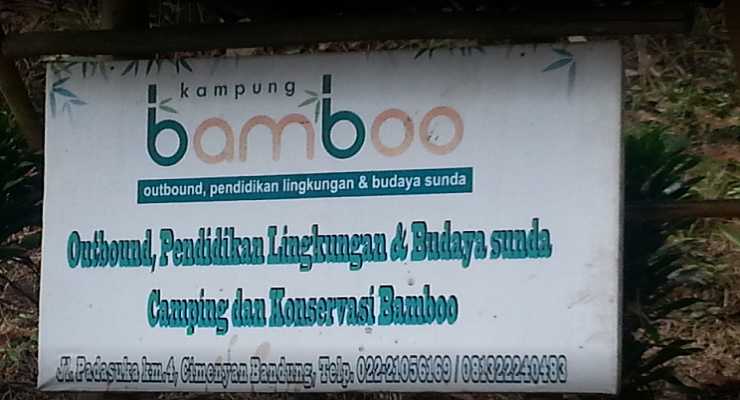 kampung
bamboo
outbound, pendidikan lingkungan & budaya sunda
Outbound, Pendidikan Lingkungan & Budaya sunda
Camping dan Konservasi Bamboo
Jl. Padasuka km.4, Cimenyan Bandung, Telp. 022-21056169 / 081322240483